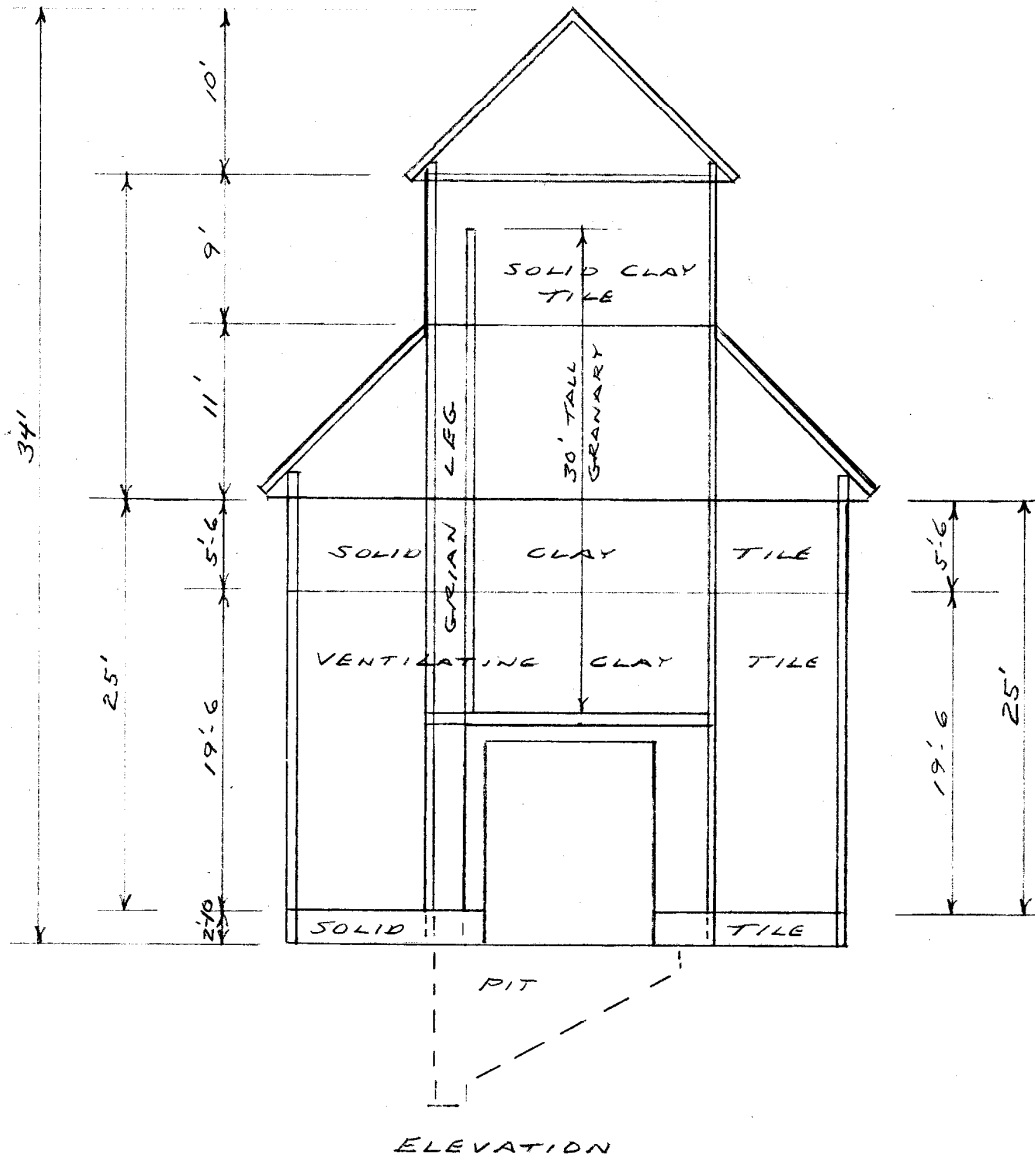 10'
9'
SOLID CLAY
TILE
34'
11'
GRIAN LEG
30' TALL
GRANARY
5'-6
SOLID CLAY TILE
5'-6
25'
VENTILATING CLAY TILE
19'-6
19'-6
25'
2'-10
SOLID TILE
PIT
ELEVATION